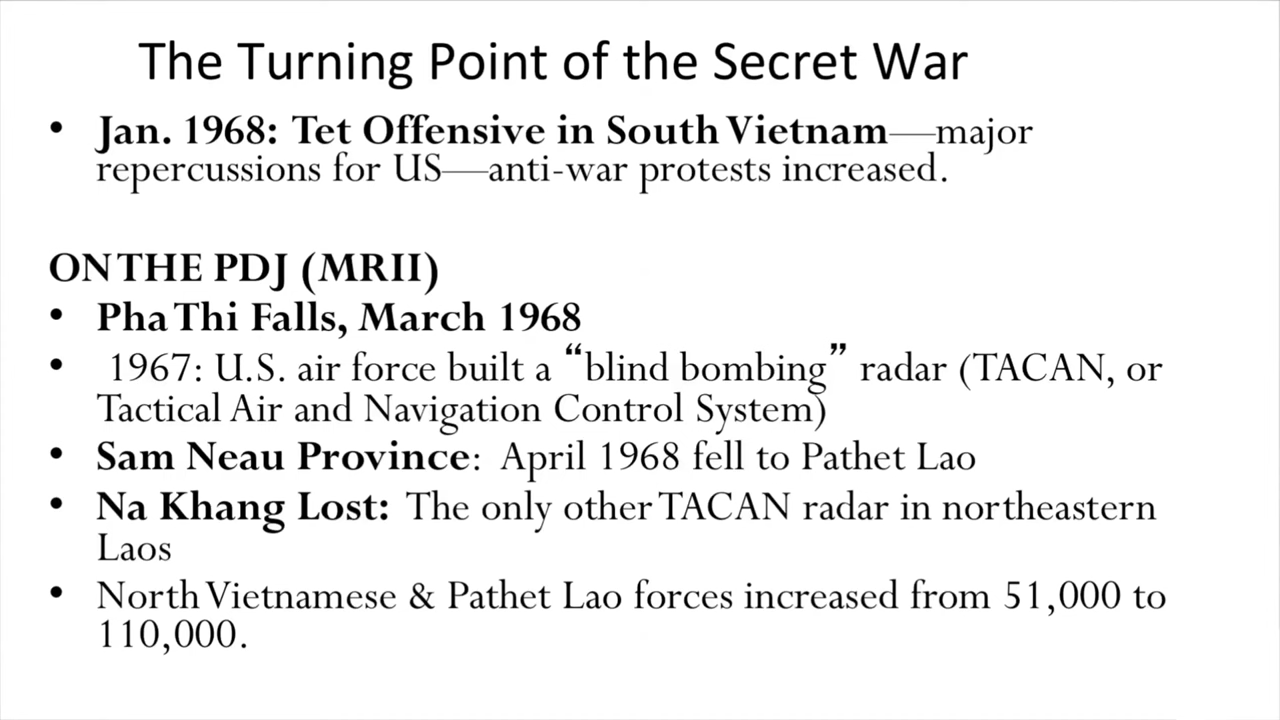 The Turning Point of the Secret War
• Jan. 1968: Tet Offensive in South Vietnam—major
repercussions for US—anti-war protests increased.
ON THE PDJ (MRII)
• Pha Thi Falls, March 1968
• 1967: U.S. air force built a “blind bombing” radar (TACAN, or
Tactical Air and Navigation Control System)
• Sam Neau Province: April 1968 fell to Pathet Lao
• Na Khang Lost: The only other TACAN radar in northeastern
Laos
• North Vietnamese & Pathet Lao forces increased from 51,000 to
110,000.